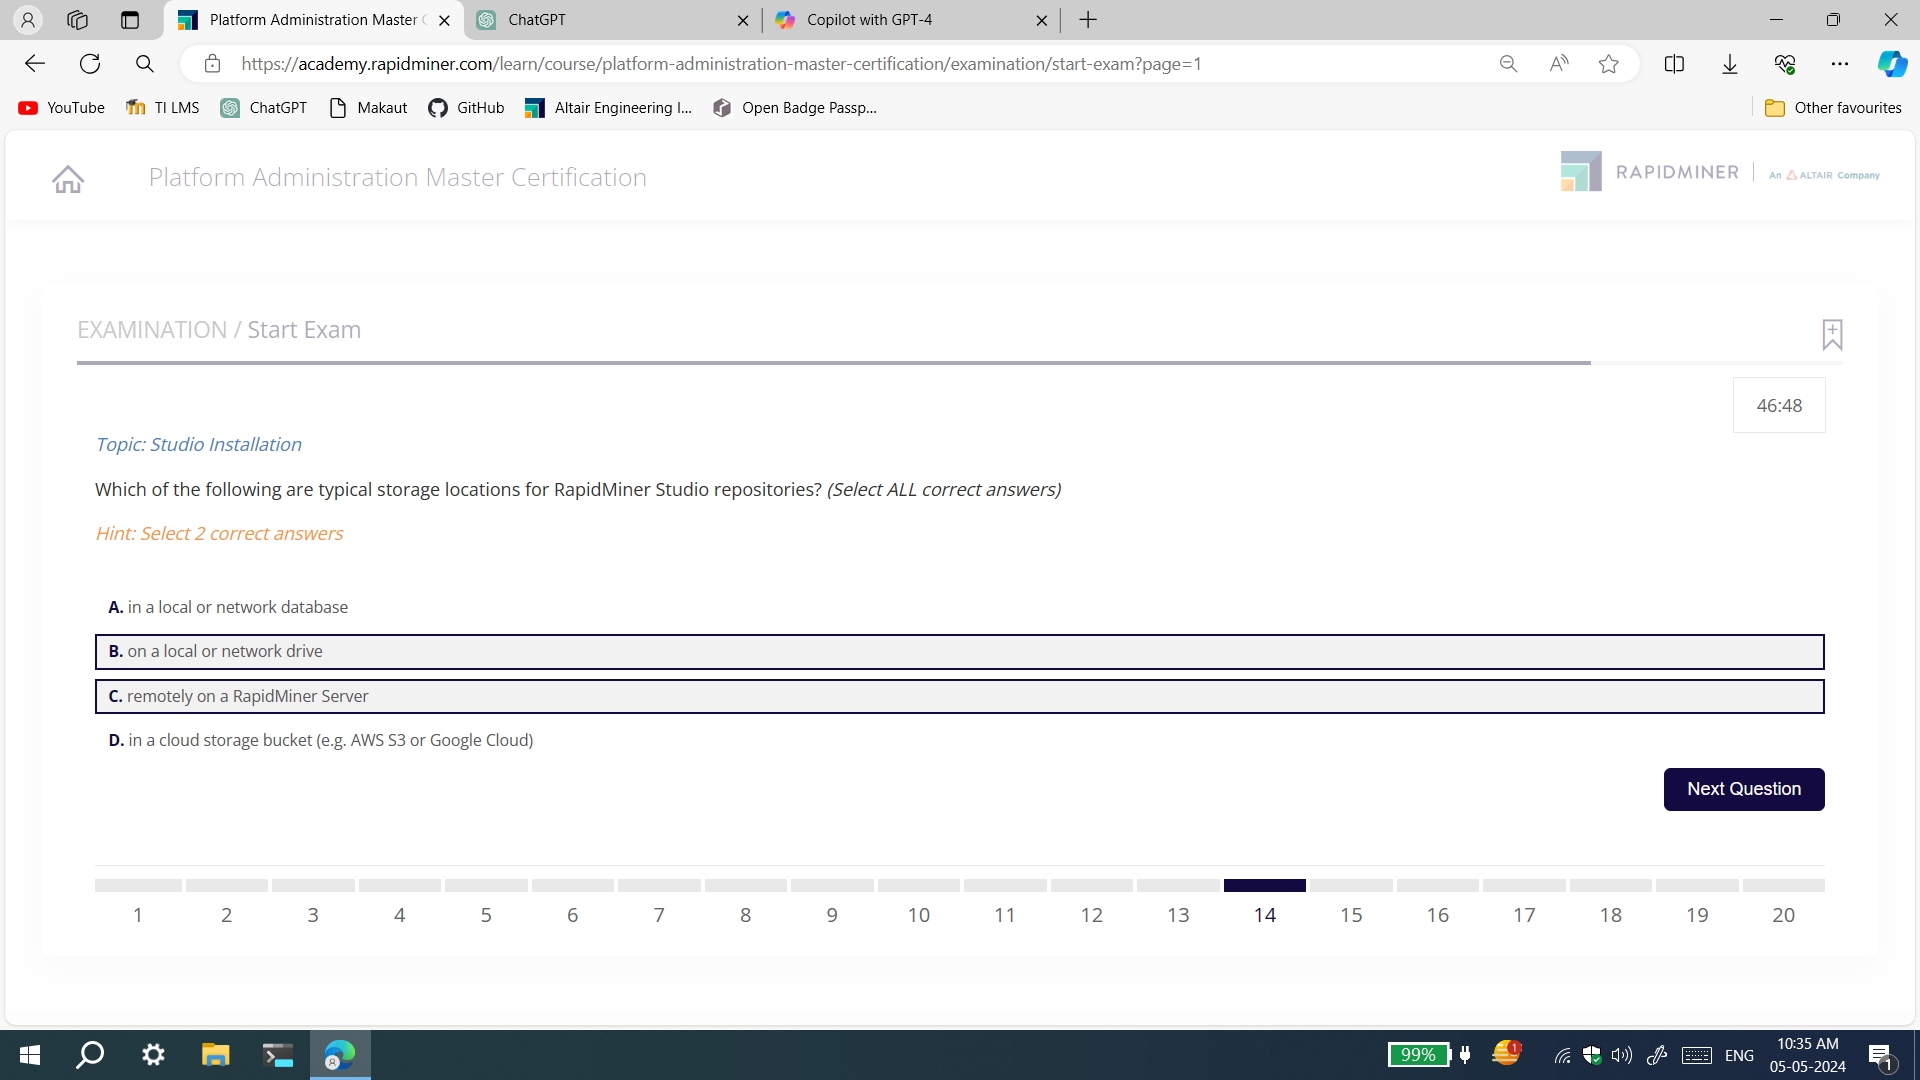 Platform Administration Master C
ChatGPT
Copilot with GPT-4
https://academy.rapidminer.com/learn/course/platform-administration-master-certification/examination/start-exam?page=1
YouTube
TI LMS
ChatGPT
Makaut
GitHub
Altair Engineering I...
Open Badge Passp...
Other favourites
Platform Administration Master Certification
RAPIDMINER
An ALTAIR Company
EXAMINATION / Start Exam
46:48
Topic: Studio Installation
Which of the following are typical storage locations for RapidMiner Studio repositories? (Select ALL correct answers)
Hint: Select 2 correct answers
A. in a local or network database
B. on a local or network drive
C. remotely on a RapidMiner Server
D. in a cloud storage bucket (e.g. AWS S3 or Google Cloud)
Next Question
1 2 3 4 5 6 7 8 9 10 11 12 13 14 15 16 17 18 19 20
99%
1
ENG
10:35 AM
05-05-2024
1